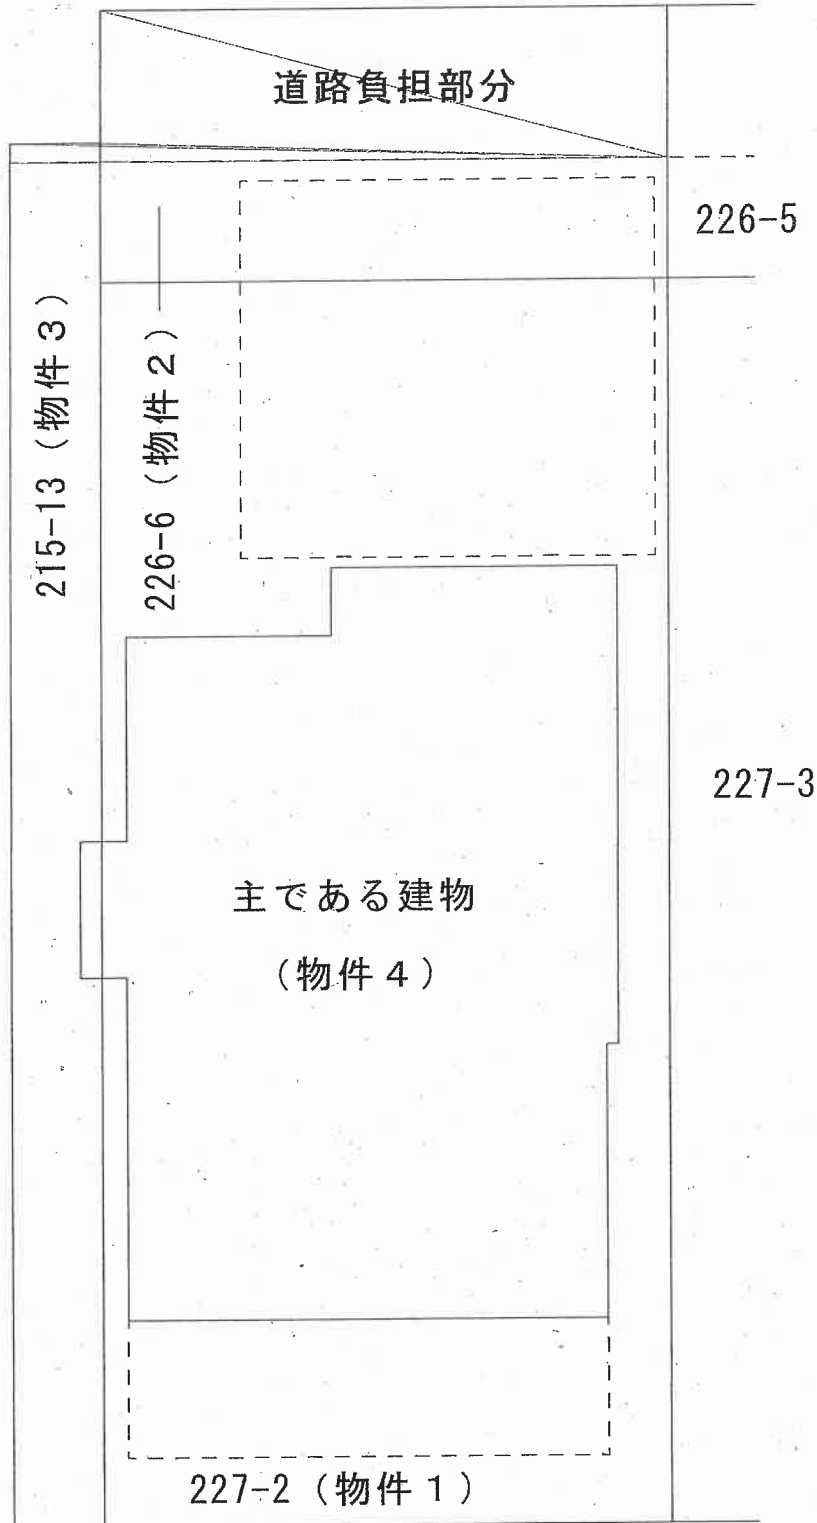 道路負担部分
226-5
215-13（物件３）
226-6（物件２）
227-3
主である建物
（物件４）
227-2（物件１）